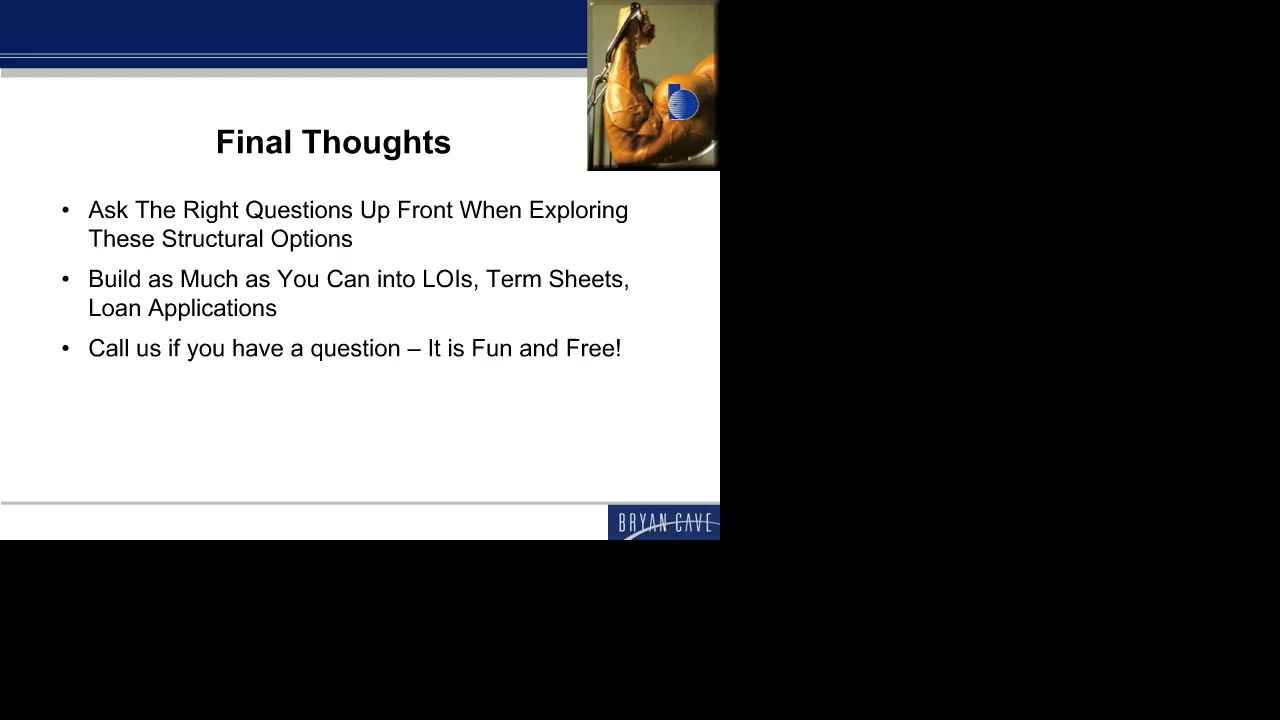 Final Thoughts
• Ask The Right Questions Up Front When Exploring
These Structural Options
• Build as Much as You Can into LOIs, Term Sheets,
Loan Applications
• Call us if you have a question – It is Fun and Free!
BRYAN CAVE